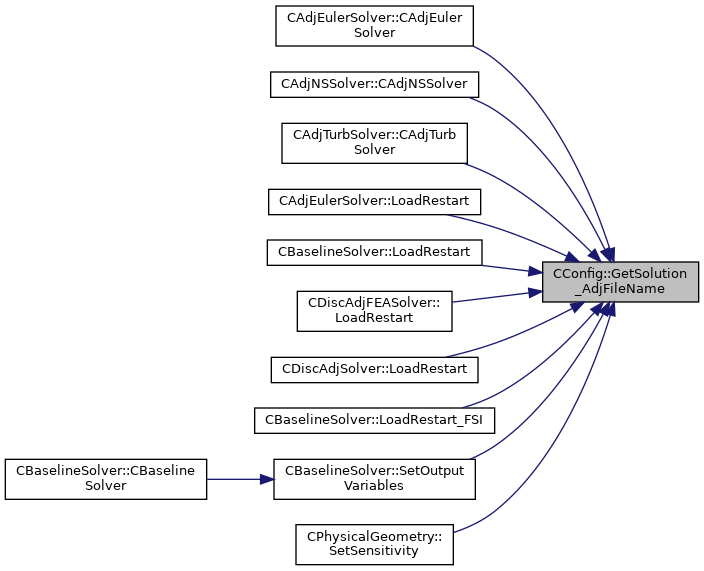 CAdjEulerSolver::CAdjEuler
Solver
CAdjNSSolver::CAdjNSSolver
CAdjTurbSolver::CAdjTurb
Solver
CAdjEulerSolver::LoadRestart
CBaselineSolver::LoadRestart
CConfig::GetSolution
_AdjFileName
CDiscAdjFEASolver::
LoadRestart
CDiscAdjSolver::LoadRestart
CBaselineSolver::LoadRestart_FSI
CBaselineSolver::CBaseline
Solver
CBaselineSolver::SetOutput
Variables
CPhysicalGeometry::
SetSensitivity